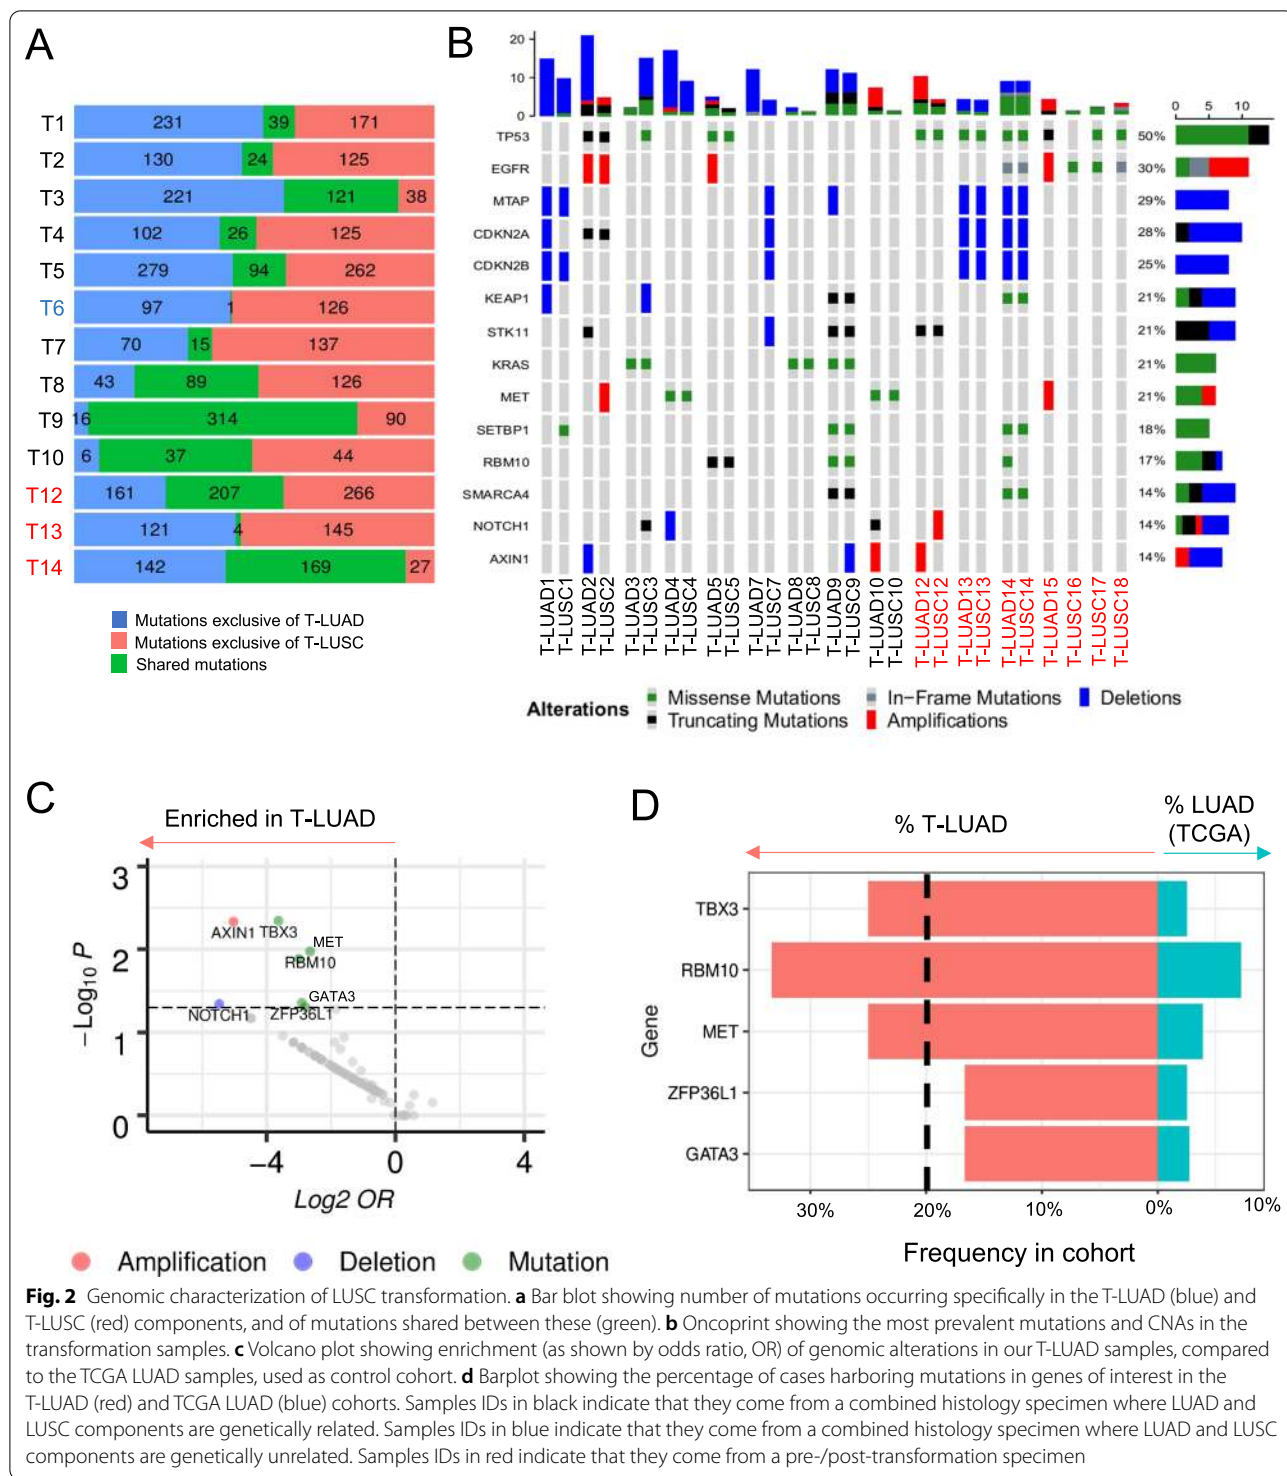 A
T1 231 39 171
T2 130 24 125
T3 221 121 38
T4 102 26 125
T5 279 94 262
T6 97 1 126
T7 70 15 137
T8 43 89 126
T9 16 314 90
T10 6 37 44
T12 161 207 266
T13 121 4 145
T14 142 169 27
Mutations exclusive of T-LUAD
Mutations exclusive of T-LUSC
Shared mutations
B
20
10
0
0 5 10
TP53 50%
EGFR 30%
MTAP 29%
CDKN2A 28%
CDKN2B 25%
KEAP1 21%
STK11 21%
KRAS 21%
MET 21%
SETBP1 18%
RBM10 17%
SMARCA4 14%
NOTCH1 14%
AXIN1 14%
T-LUAD1
T-LUSC1
T-LUAD2
T-LUSC2
T-LUAD3
T-LUSC3
T-LUAD4
T-LUSC4
T-LUAD5
T-LUSC5
T-LUAD7
T-LUSC7
T-LUAD8
T-LUSC8
T-LUAD9
T-LUSC9
T-LUAD10
T-LUSC10
T-LUAD12
T-LUSC12
T-LUAD13
T-LUSC13
T-LUAD14
T-LUSC14
T-LUAD15
T-LUSC16
T-LUSC17
T-LUSC18
Alterations
Missense Mutations
In-Frame Mutations
Deletions
Truncating Mutations
Amplifications
C
Enriched in T-LUAD
3
2
1
0
-Log10 P
AXIN1 TBX3
MET
RBM10
GATA3
NOTCH1 ZFP36L1
-4 0 4
Log2 OR
Amplification Deletion Mutation
D
% T-LUAD
% LUAD
(TCGA)
Gene
TBX3
RBM10
MET
ZFP36L1
GATA3
30% 20% 10% 0% 10%
Frequency in cohort
Fig. 2 Genomic characterization of LUSC transformation. a Bar blot showing number of mutations occurring specifically in the T-LUAD (blue) and
T-LUSC (red) components, and of mutations shared between these (green). b Oncoprint showing the most prevalent mutations and CNAs in the
transformation samples. c Volcano plot showing enrichment (as shown by odds ratio, OR) of genomic alterations in our T-LUAD samples, compared
to the TCGA LUAD samples, used as control cohort. d Barplot showing the percentage of cases harboring mutations in genes of interest in the
T-LUAD (red) and TCGA LUAD (blue) cohorts. Samples IDs in black indicate that they come from a combined histology specimen where LUAD and
LUSC components are genetically related. Samples IDs in blue indicate that they come from a combined histology specimen where LUAD and LUSC
components are genetically unrelated. Samples IDs in red indicate that they come from a pre-/post-transformation specimen